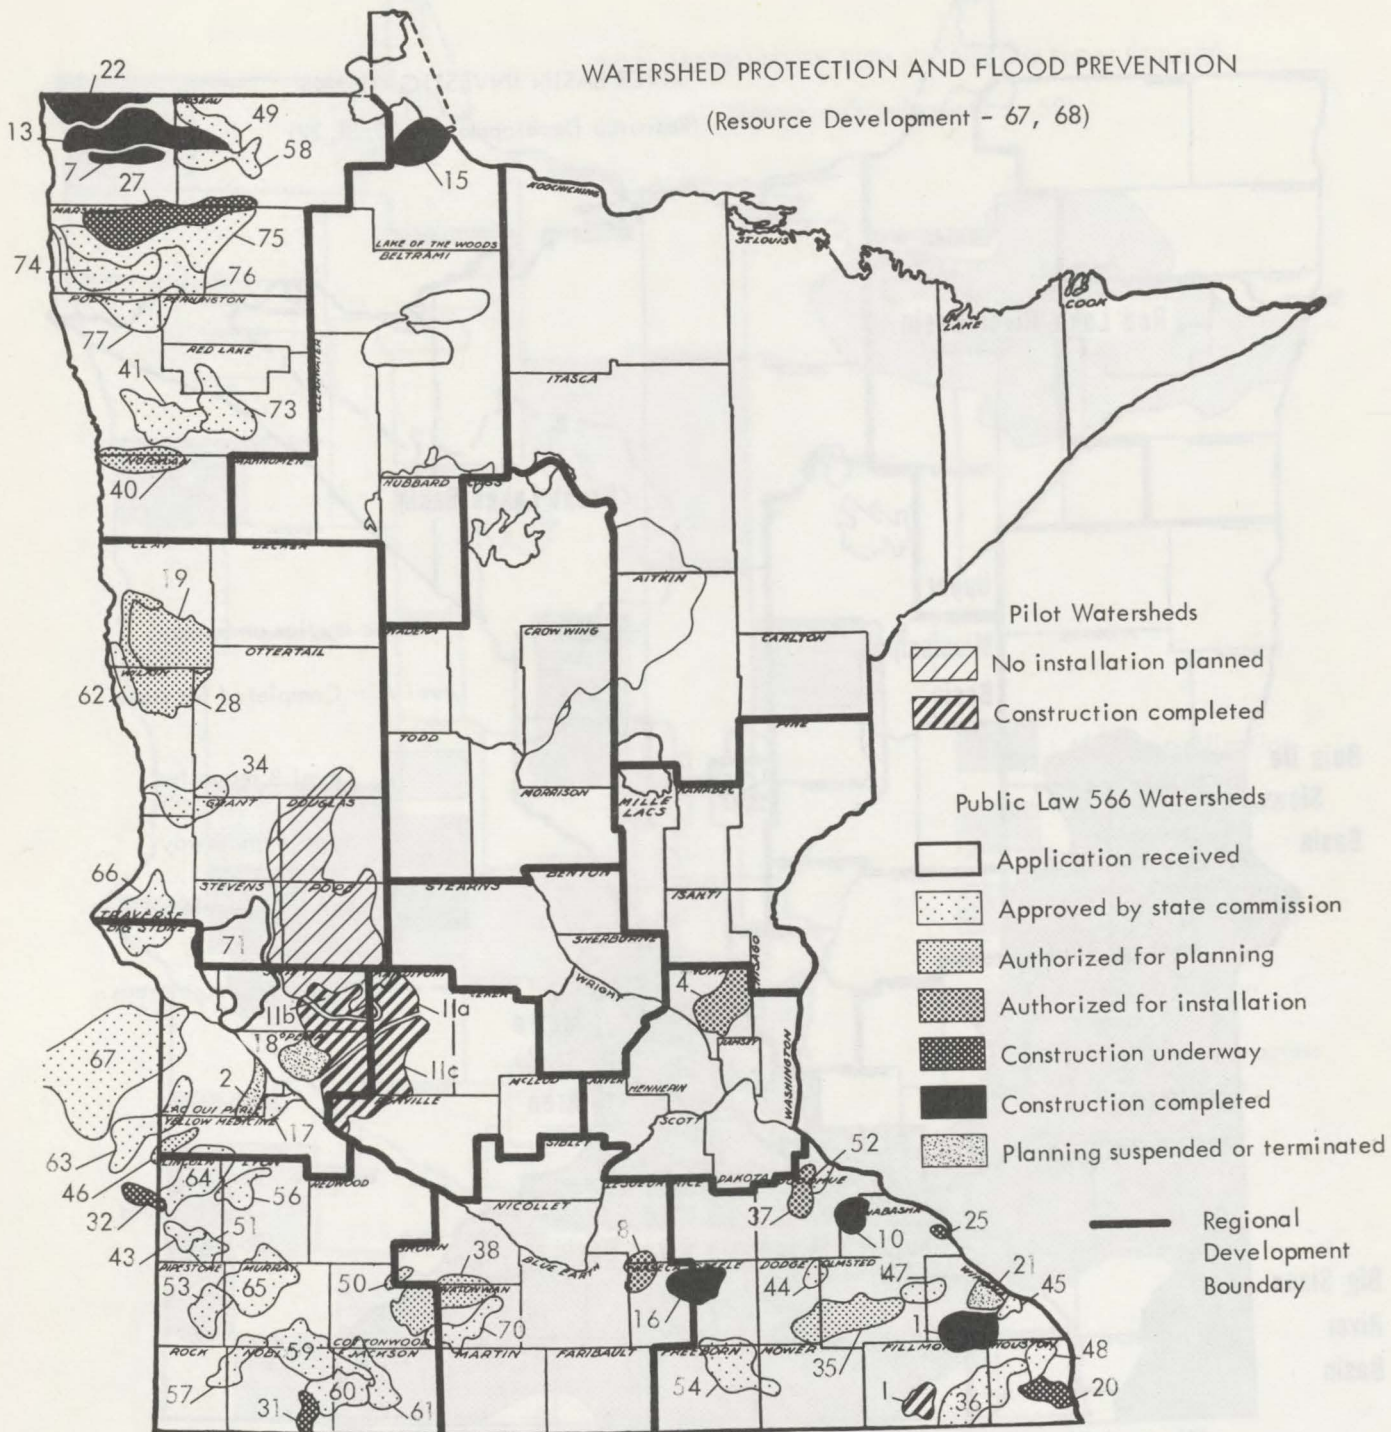 WATERSHED PROTECTION AND FLOOD PREVENTION
(Resource Development - 67, 68)
22
49
13
58
7
15
27
KOOCHICHING
MARSHALL
75
ST. LOUIS
LAKE OF THE WOODS
BELTRAMI
74
76
POLK
PENNINGTON
COOK
LAKE
77
RED LAKE
41
CLEARWATER
ITASCA
73
NORMAN
MAHNOMEN
40
HUBBARD
CASS
CLAY
BECKER
19
AITKIN
WADENA
CROW WING
CARLTON
OTTERTAIL
WILKIN
62
28
TODD
PINE
34
GRANT
DOUGLAS
MORRISON
MILLE
LACS
KANABEC
66
STEVENS
POPE
STEARNS
BENTON
ISANTI
TRAVERSE
BIG STONE
71
SHERBURNE
CHISAGO
SWIFT
KANDIYOHI
4
WRIGHT
11b
11a
18
RAMSEY
67
11c
2
McLEOD
CARVER
HENNEPIN
WASHINGTON
LAC QUI PARLE
YELLOW MEDICINE
17
SCOTT
SIBLEY
63
52
46
LINCOLN
LYON
64
56
REDWOOD
DAKOTA
LESUEUR
RICE
NICOLLET
32
37
WABASHA
25
43
51
BROWN
8
10
PIPESTONE
MURRAY
38
BLUE EARTH
WASECA
STEELE
DODGE
OLMSTED
47
21
45
53
65
50
WATONWAN
44
16
70
1
ROCK
59
COTTONWOOD
JACKSON
MARTIN
FARIBAULT
FREEBORN
MOWER
FILLMORE
HOUSTON
57
35
48
60
54
1
36
20
31
61
Pilot Watersheds
No installation planned
Construction completed
Public Law 566 Watersheds
Application received
Approved by state commission
Authorized for planning
Authorized for installation
Construction underway
Construction completed
Planning suspended or terminated
Regional
Development
Boundary